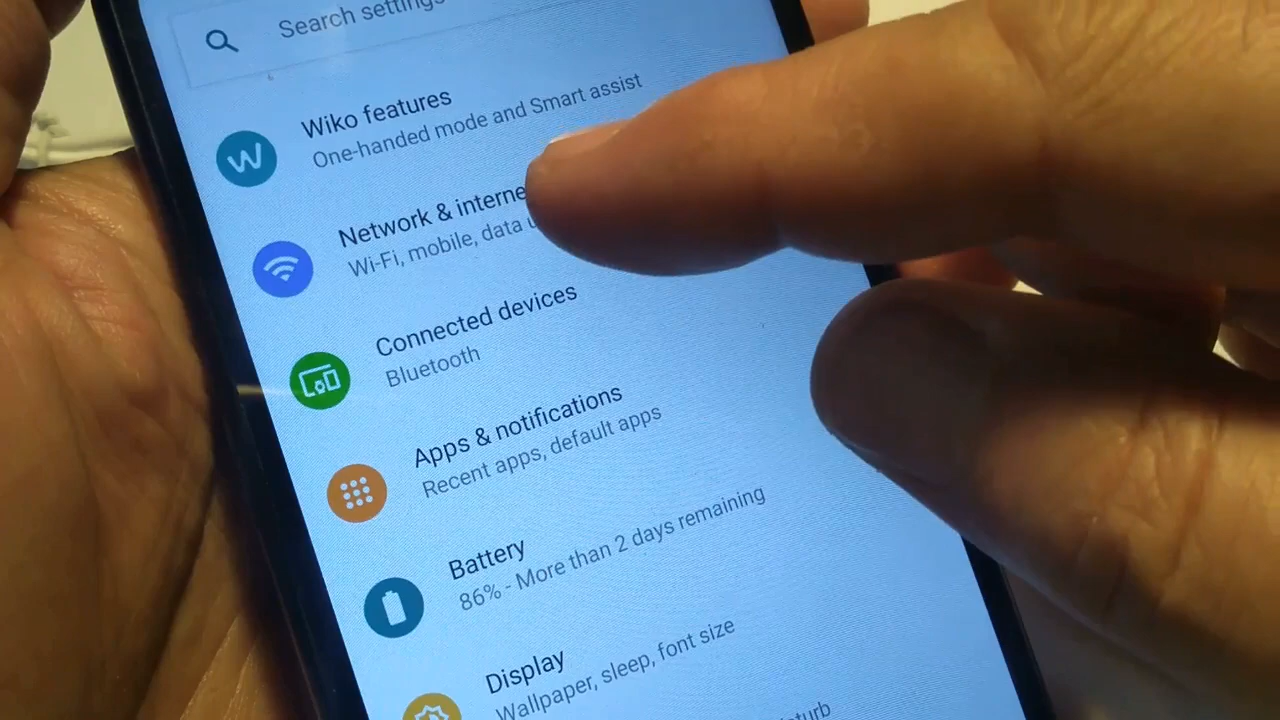 Search settings
Wiko features
One-handed mode and Smart assist
Network & interne
Wi-Fi, mobile, data
Connected devices
Bluetooth
Apps & notifications
Recent apps, default apps
Battery
86% - More than 2 days remaining
Display
Wallpaper, sleep, font size